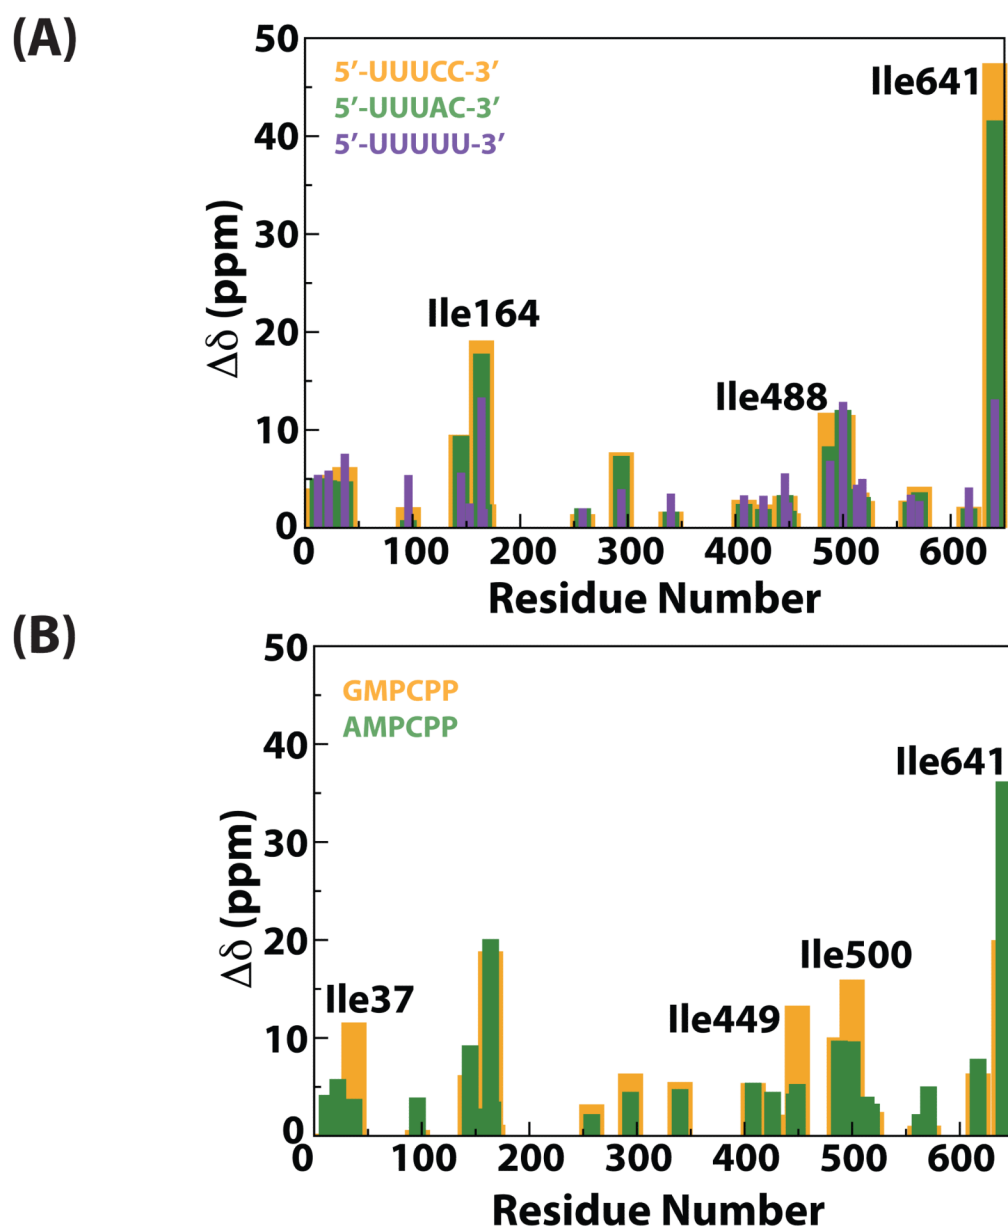 (A)
50
40
30
20
10
0
Δδ (ppm)
5′-UUUCC-3′
5′-UUUAC-3′
5′-UUUUU-3′
Ile641
Ile164
Ile488
0 100 200 300 400 500 600
Residue Number
(B)
50
40
30
20
10
0
Δδ (ppm)
GMPCPP
AMPCPP
Ile641
Ile500
Ile37
Ile449
0 100 200 300 400 500 600
Residue Number